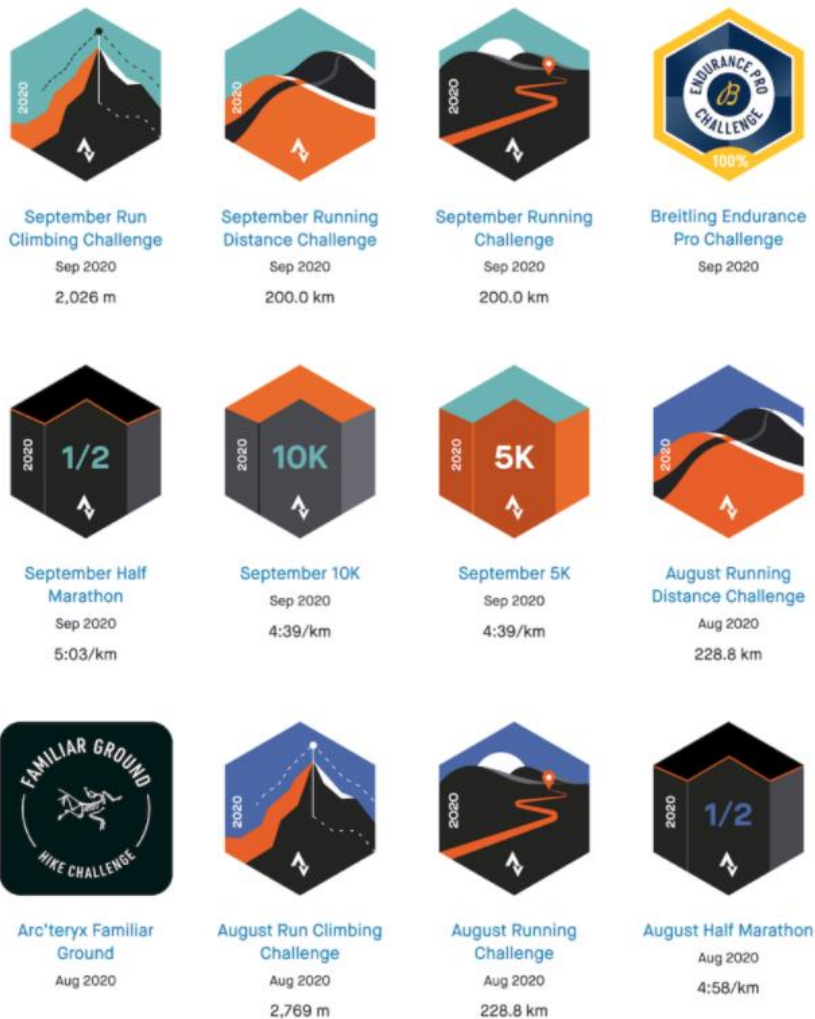 2020
2020
2020
ENDURANCE PRO
B
CHALLENGE
100%
September Run
Climbing Challenge
Sep 2020
2,026 m
September Running
Distance Challenge
Sep 2020
200.0 km
September Running
Challenge
Sep 2020
200.0 km
Breitling Endurance
Pro Challenge
Sep 2020
2020
1/2
2020
10K
2020
5K
2020
September Half
Marathon
Sep 2020
5:03/km
September 10K
Sep 2020
4:39/km
September 5K
Sep 2020
4:39/km
August Running
Distance Challenge
Aug 2020
228.8 km
FAMILIAR GROUND
HIKE CHALLENGE
2020
2020
2020
1/2
Arc'teryx Familiar
Ground
Aug 2020
August Run Climbing
Challenge
Aug 2020
2,769 m
August Running
Challenge
Aug 2020
228.8 km
August Half Marathon
Aug 2020
4:58/km